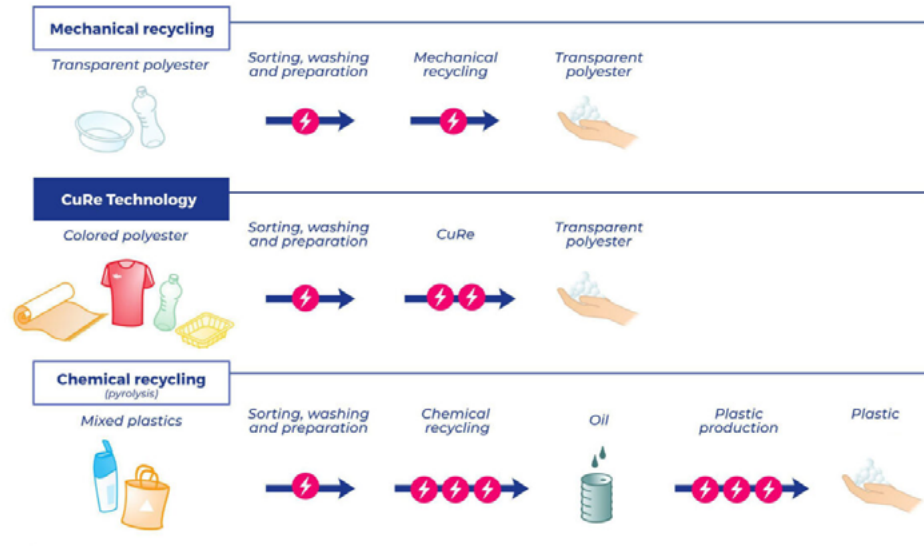 Mechanical recycling
Transparent polyester
Sorting, washing
and preparation
Mechanical
recycling
Transparent
polyester
CuRe Technology
Colored polyester
Sorting, washing
and preparation
CuRe
Transparent
polyester
Chemical recycling
(pyrolysis)
Mixed plastics
Sorting, washing
and preparation
Chemical
recycling
Oil
Plastic
production
Plastic